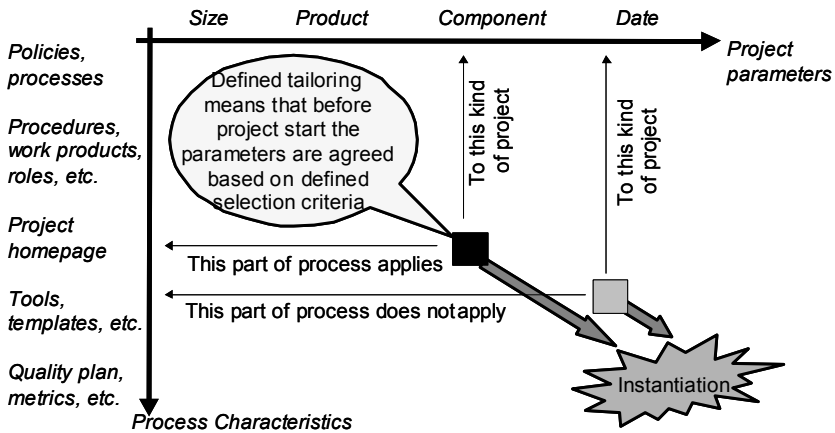 Size Product Component Date
Project
parameters
Policies,
processes
Procedures,
work products,
roles, etc.
Project
homepage
Tools,
templates, etc.
Quality plan,
metrics, etc.
Defined tailoring
means that before
project start the
parameters are agreed
based on defined
selection criteria
To this kind
of project
To this kind
of project
This part of process applies
This part of process does notapply
Instantiation
Process Characteristics